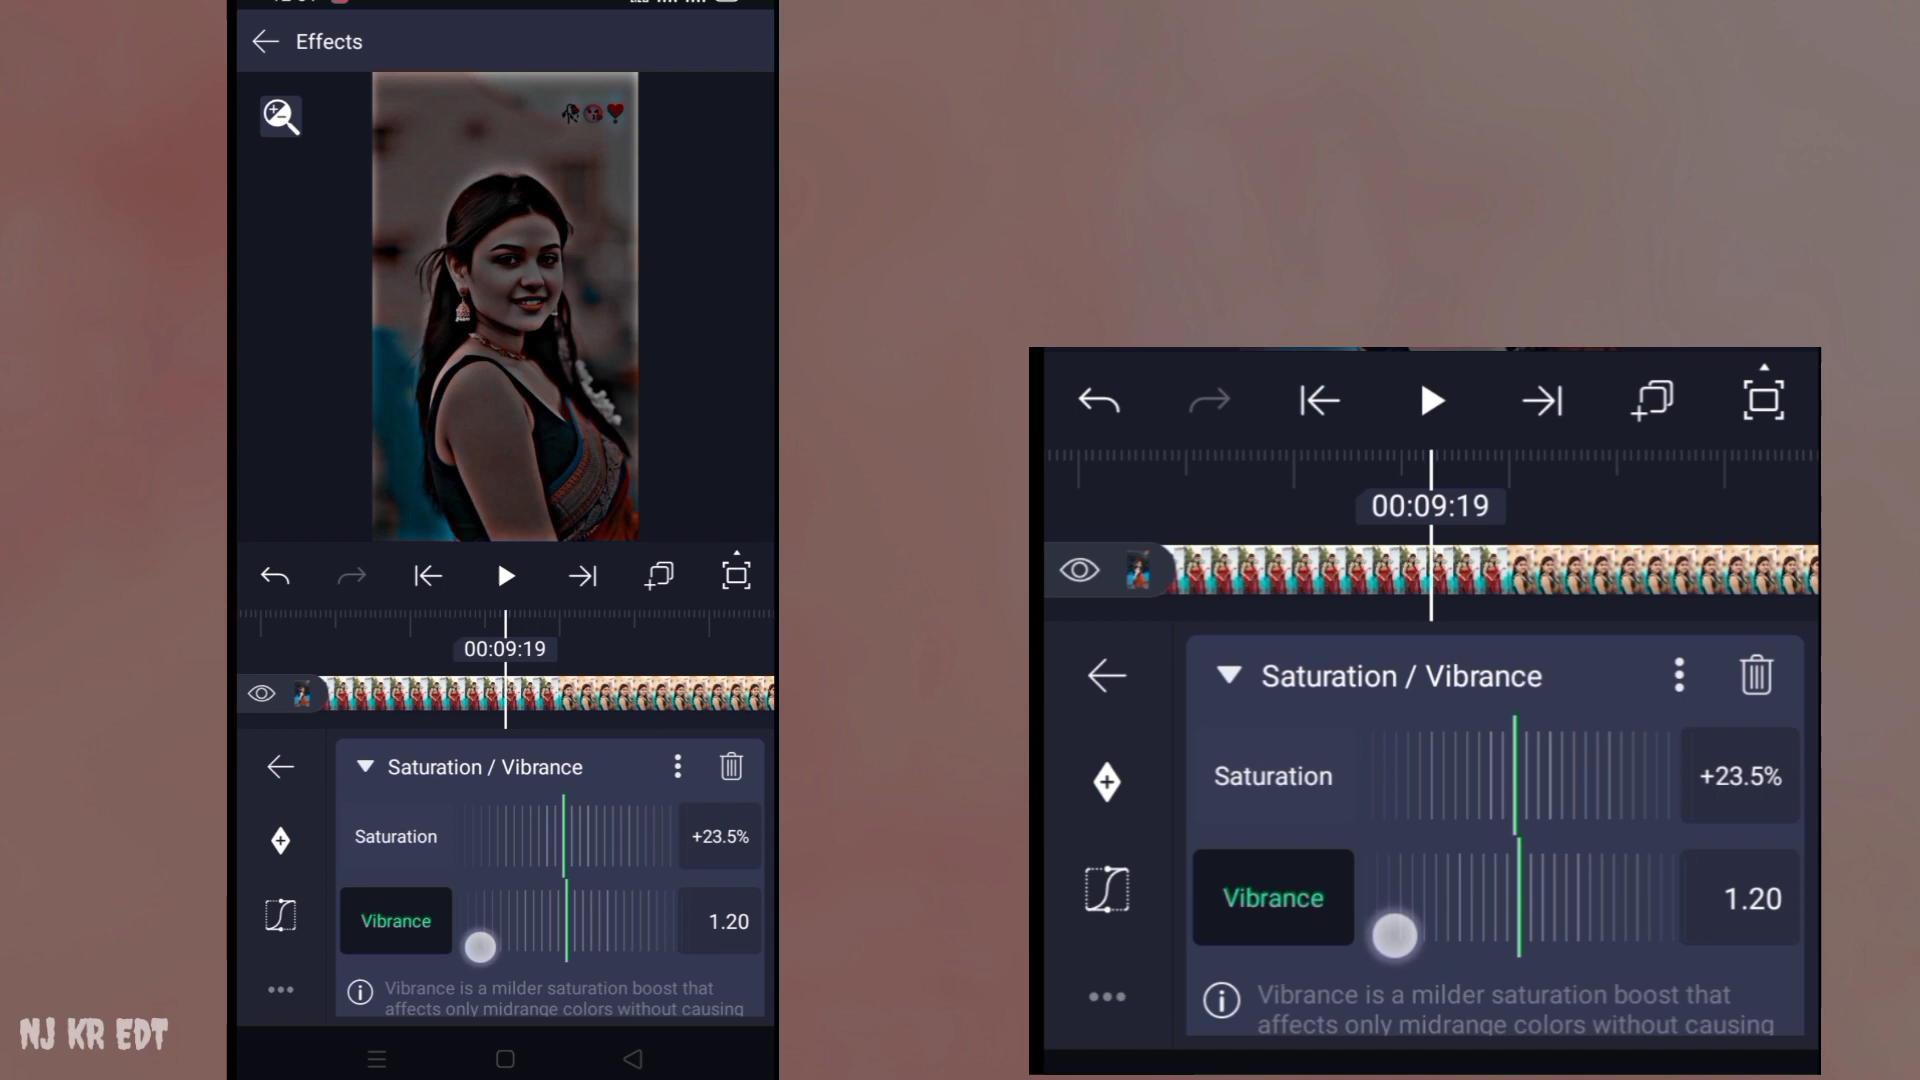 Effects
00:09:19
Saturation / Vibrance
Saturation
+23.5%
Vibrance
1.20
Vibrance is a milder saturation boost that
affects only midrange colors without causing
NJ KR EDT
00:09:19
Saturation / Vibrance
Saturation
+23.5%
Vibrance
1.20
Vibrance is a milder saturation boost that
affects only midrange colors without causing